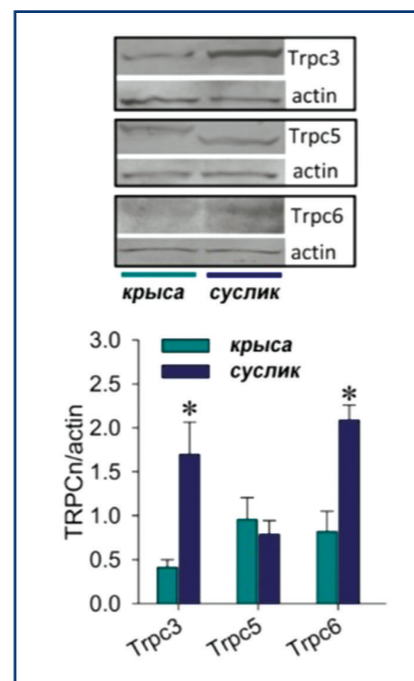 Trpc3
actin
Trpc5
actin
Trpc6
actin
крыса суслик
3.0
крыса
2.5
суслик
*
*
2.0
1.5
1.0
0.5
0.0
TRPCn/actin
Trpc3 Trpc5 Trpc6